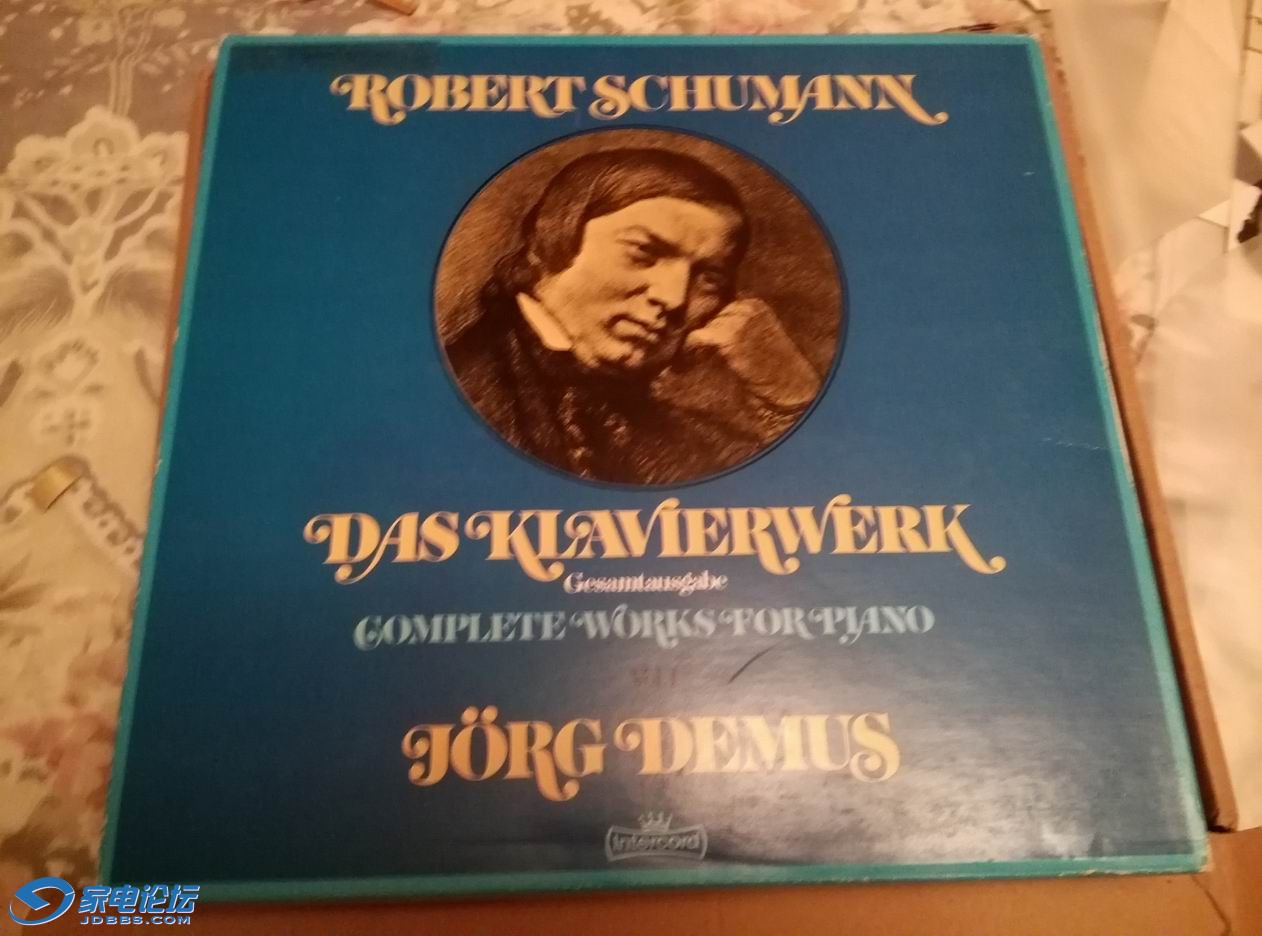 ROBERT SCHUMANN
DAS KLAVIERWERK
Gesamtausgabe
COMPLETE WORKS FOR PIANO
JÖRG DEMUS
intercord
家电论坛
JDBBS.COM